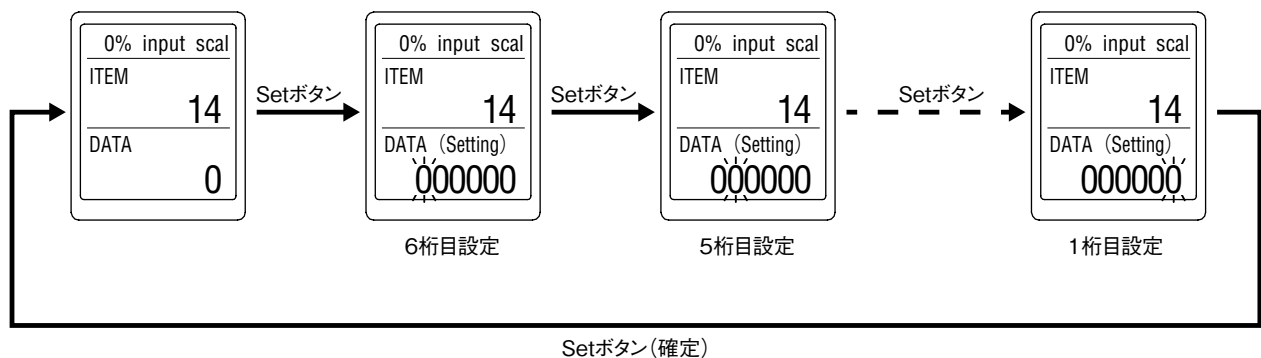 0% input scal
ITEM
14
DATA
0
Setボタン
0% input scal
ITEM
14
DATA（Setting）
000000
6桁目設定
Setボタン
0% input scal
ITEM
14
DATA（Setting）
000000
5桁目設定
Setボタン
0% input scal
ITEM
14
DATA（Setting）
000000
1桁目設定
Setボタン（確定）